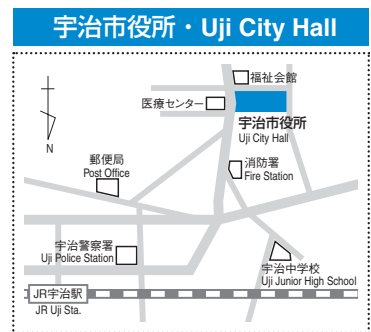 宇治市役所・Uji City Hall
福祉会館
医療センター
宇治市役所
Uji City Hall
N
郵便局
Post Office
消防署
Fire Station
宇治警察署
Uji Police Station
宇治中学校
Uji Junior High School
JR宇治駅
JR Uji Sta.